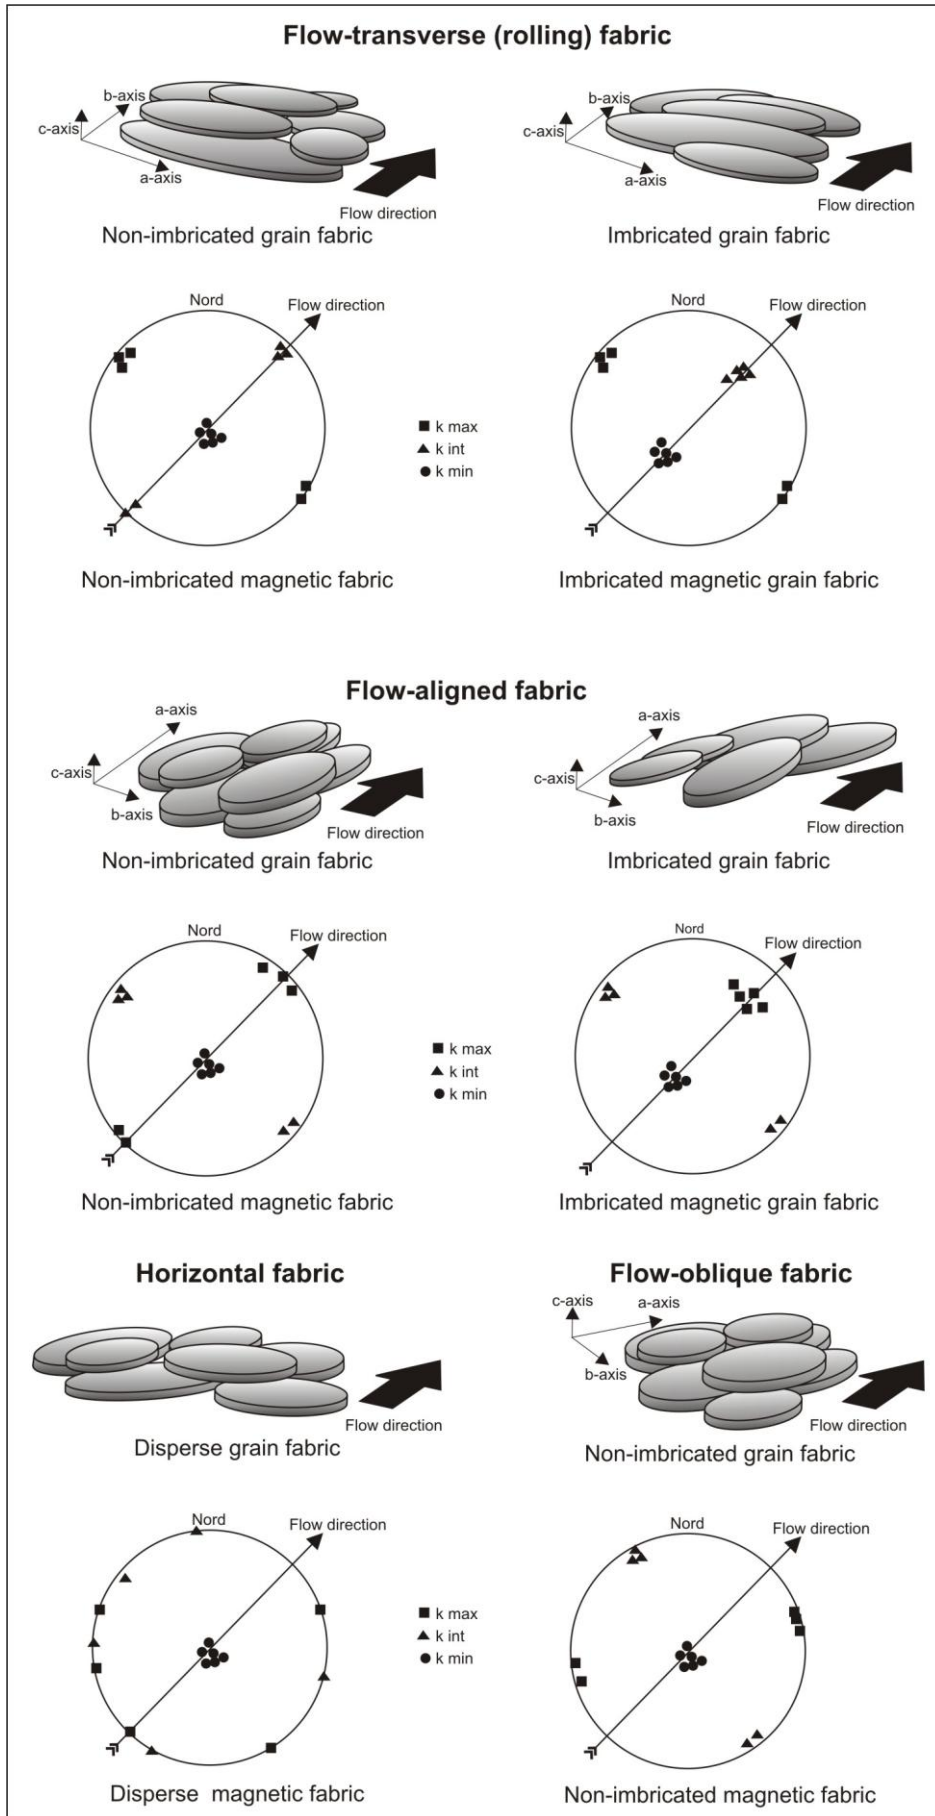 Flow-transverse (rolling) fabric
b-axis
c-axis
a-axis
Flow direction
Non-imbricated grain fabric
b-axis
c-axis
a-axis
Flow direction
Imbricated grain fabric
Nord
Flow direction
Non-imbricated magnetic fabric
k max
k int
k min
Nord
Flow direction
Imbricated magnetic grain fabric
Flow-aligned fabric
a-axis
c-axis
b-axis
Flow direction
Non-imbricated grain fabric
a-axis
c-axis
b-axis
Flow direction
Imbricated grain fabric
Nord
Flow direction
Non-imbricated magnetic fabric
k max
k int
k min
Nord
Flow direction
Imbricated magnetic grain fabric
Horizontal fabric
Flow direction
Disperse grain fabric
Flow-oblique fabric
c-axis
a-axis
b-axis
Flow direction
Non-imbricated grain fabric
Nord
Flow direction
Disperse magnetic fabric
k max
k int
k min
Nord
Flow direction
Non-imbricated magnetic fabric